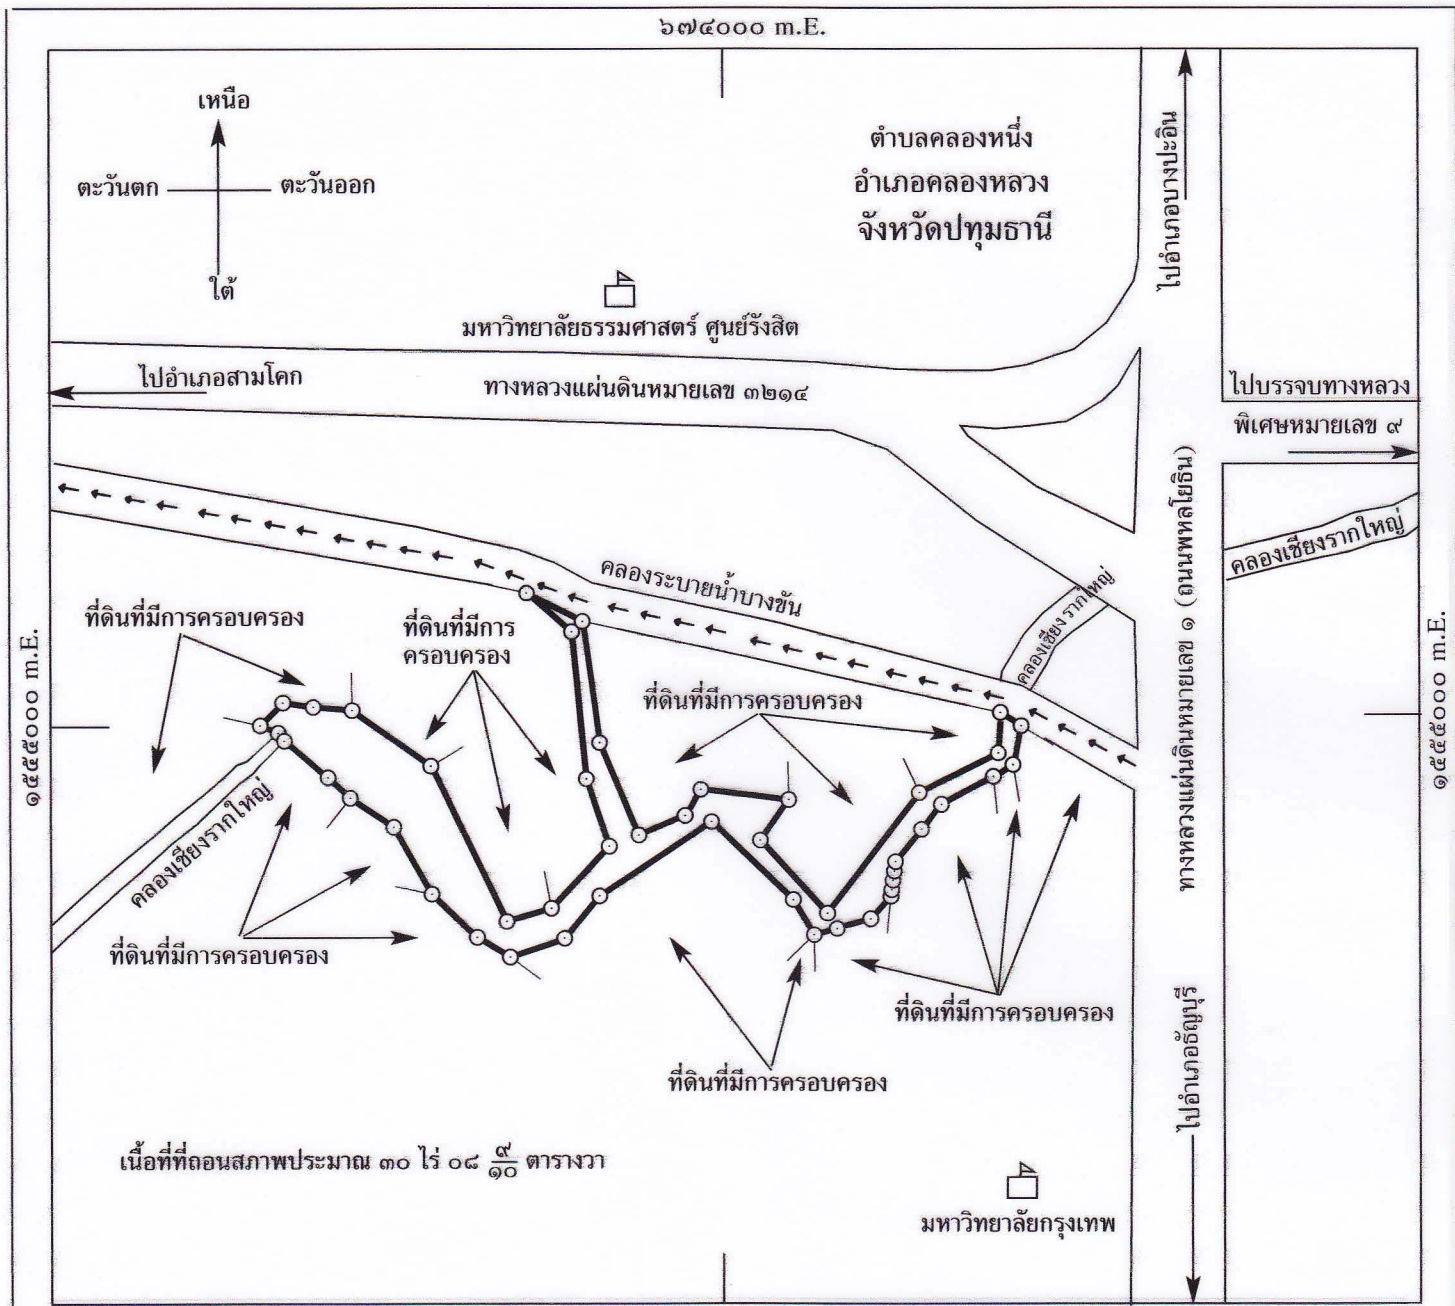 ๖๗๔๐๐๐ m.E.
เหนือ
ตะวันตก
ตะวันออก
ใต้
ตำบลคลองหนึ่ง
อำเภอคลองหลวง
จังหวัดปทุมธานี
ไปอำเภอบางปะอิน
มหาวิทยาลัยธรรมศาสตร์ ศูนย์รังสิต
ไปอำเภอสามโคก
ทางหลวงแผ่นดินหมายเลข ๓๒๑๔
ไปบรรจบทางหลวง
พิเศษหมายเลข ๙
ทางหลวงแผ่นดินหมายเลข ๑ (ถนนพหลโยธิน)
คลองเชียงรากใหญ่
คลองระบายน้ำบางขัน
คลองเชียง รากใหญ่
ที่ดินที่มีการครอบครอง
ที่ดินที่มีการ
ครอบครอง
ที่ดินที่มีการครอบครอง
๑๕๕๕๐๐๐ m.E.
๑๕๕๕๐๐๐ m.E.
คลองเชียงรากใหญ่
ที่ดินที่มีการครอบครอง
ที่ดินที่มีการครอบครอง
ที่ดินที่มีการครอบครอง
ไปอำเภอธัญบุรี
เนื้อที่ที่ถอนสภาพประมาณ ๓๐ ไร่ ๐๘ ๙/๑๐ ตารางวา
มหาวิทยาลัยกรุงเทพ